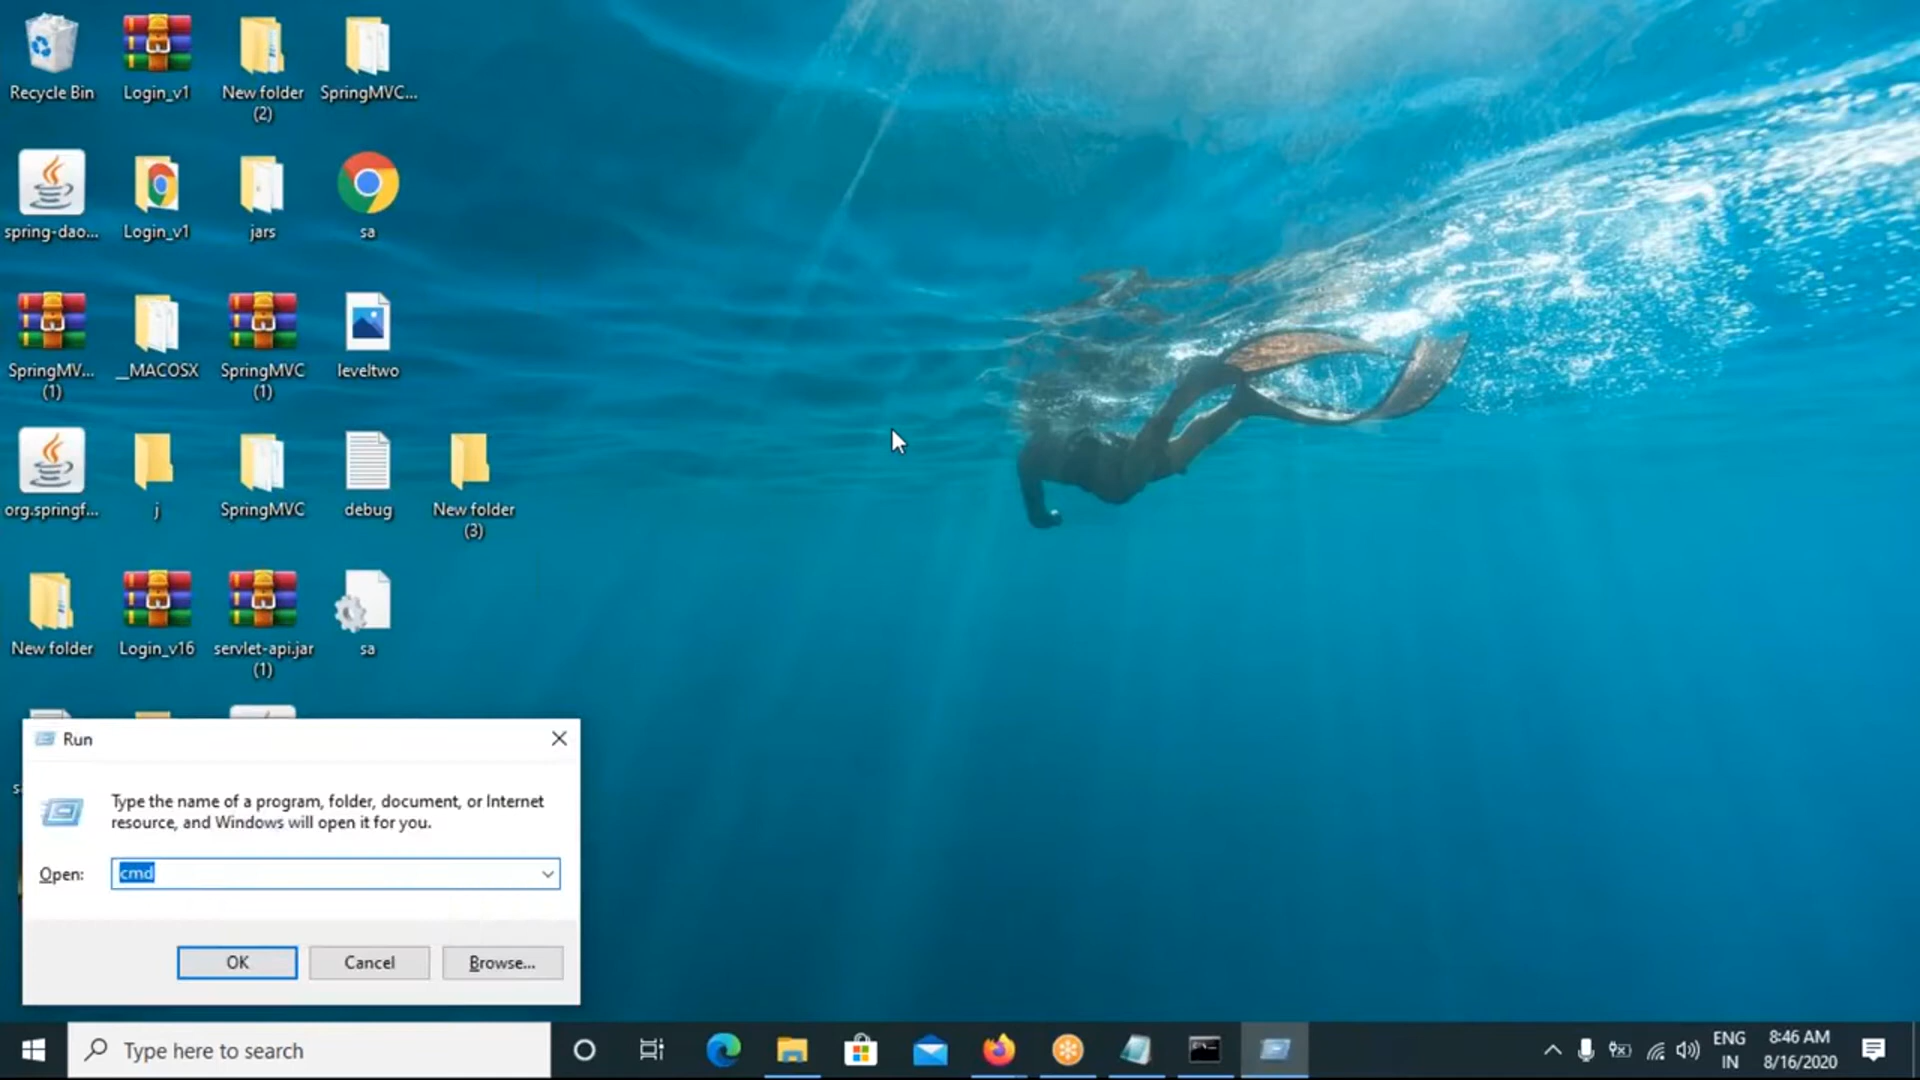 Recycle Bin
Login_v1
New folder
(2)
SpringMVC...
spring-dao...
Login_v1
jars
sa
SpringMV...
(1)
__MACOSX
SpringMVC
(1)
leveltwo
org.springf...
j
SpringMVC
debug
New folder
(3)
New folder
Login_v16
servlet-api.jar
(1)
sa
Run
Type the name of a program, folder, document, or Internet
resource, and Windows will open it for you.
Open:
cmd
OK
Cancel
Browse...
Type here to search
ENG
IN
8:46 AM
8/16/2020